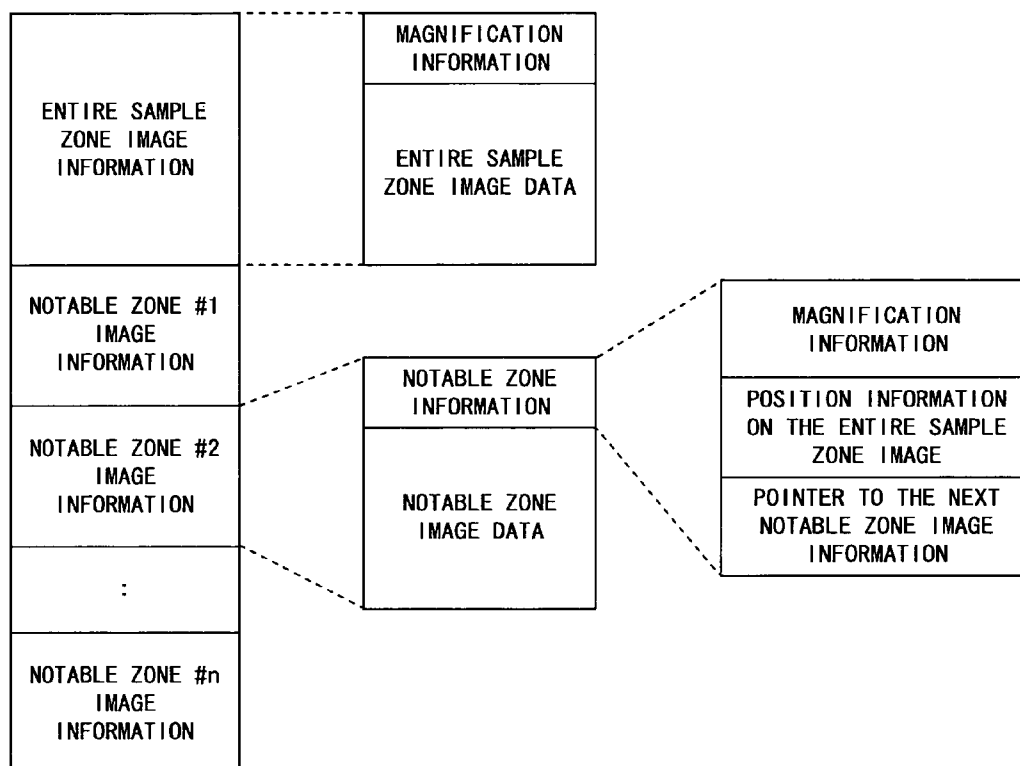 ENTIRE SAMPLE
ZONE IMAGE
INFORMATION
NOTABLE ZONE #1
IMAGE
INFORMATION
NOTABLE ZONE #2
IMAGE
INFORMATION
:
NOTABLE ZONE #n
IMAGE
INFORMATION
MAGNIFICATION
INFORMATION
ENTIRE SAMPLE
ZONE IMAGE DATA
NOTABLE ZONE
INFORMATION
NOTABLE ZONE
IMAGE DATA
MAGNIFICATION
INFORMATION
POSITION INFORMATION
ON THE ENTIRE SAMPLE
ZONE IMAGE
POINTER TO THE NEXT
NOTABLE ZONE IMAGE
INFORMATION